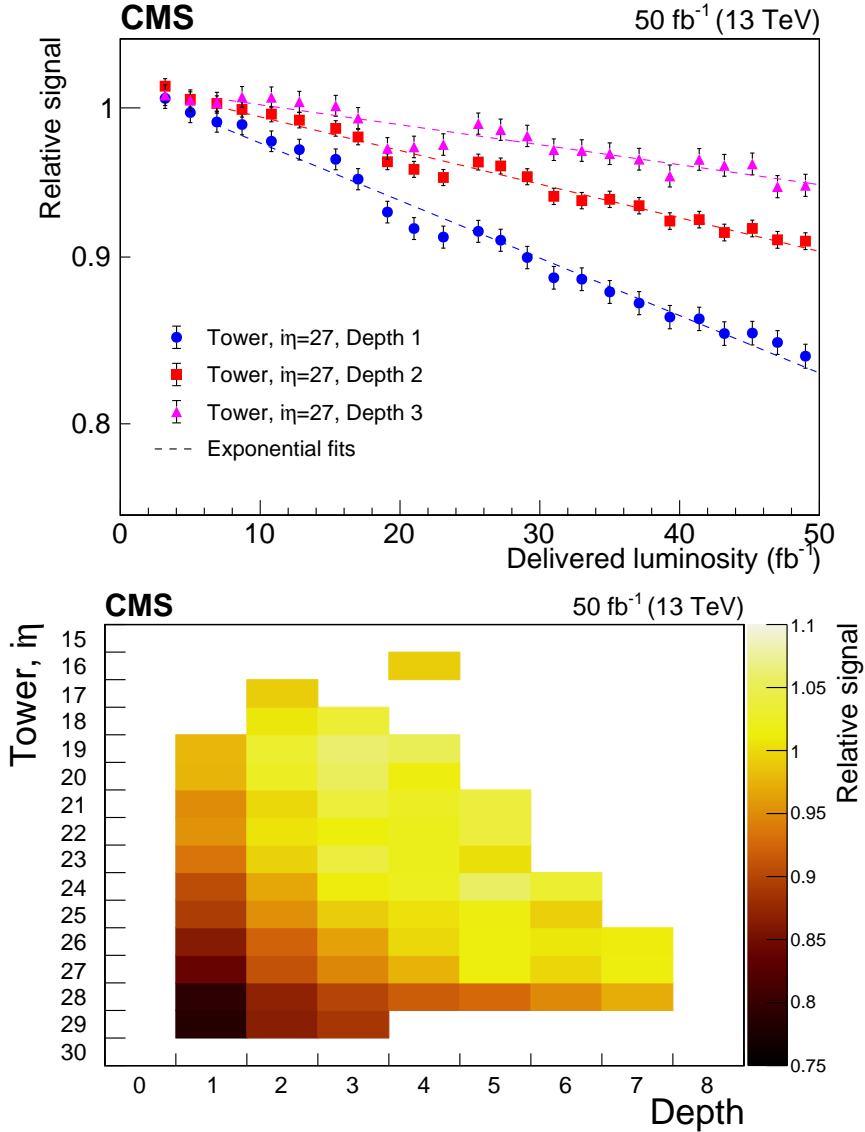 CMS
50 fb⁻¹ (13 TeV)
Relative signal
1
0.9
0.8
Tower, iη=27, Depth 1
Tower, iη=27, Depth 2
Tower, iη=27, Depth 3
Exponential fits
0 10 20 30 40 50
Delivered luminosity (fb⁻¹)
CMS
50 fb⁻¹ (13 TeV)
Tower, iη
15
16
17
18
19
20
21
22
23
24
25
26
27
28
29
30
0 1 2 3 4 5 6 7 8
Depth
1.1
1.05
1
0.95
0.9
0.85
0.8
0.75
Relative signal